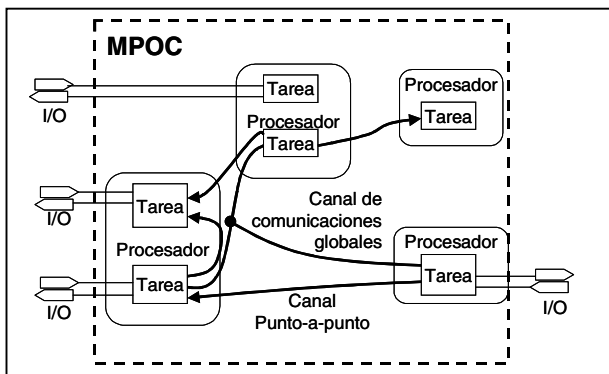 MPOC
Tarea
I/O
Procesador
Tarea
Procesador
Tarea
I/O
Tarea
Procesador
Tarea
I/O
Canal de
comunicaciones
globales
Procesador
Tarea
I/O
Canal
Punto-a-punto